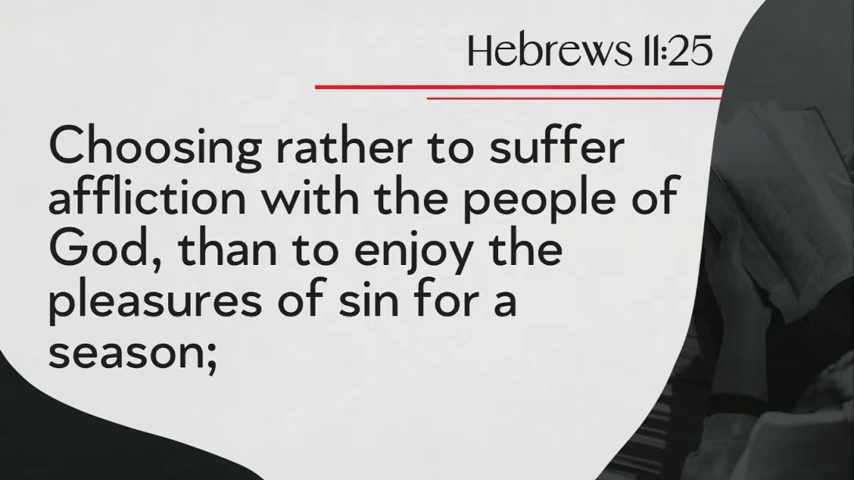 Hebrews 11:25
Choosing rather to suffer
affliction with the people of
God, than to enjoy the
pleasures of sin for a
season;